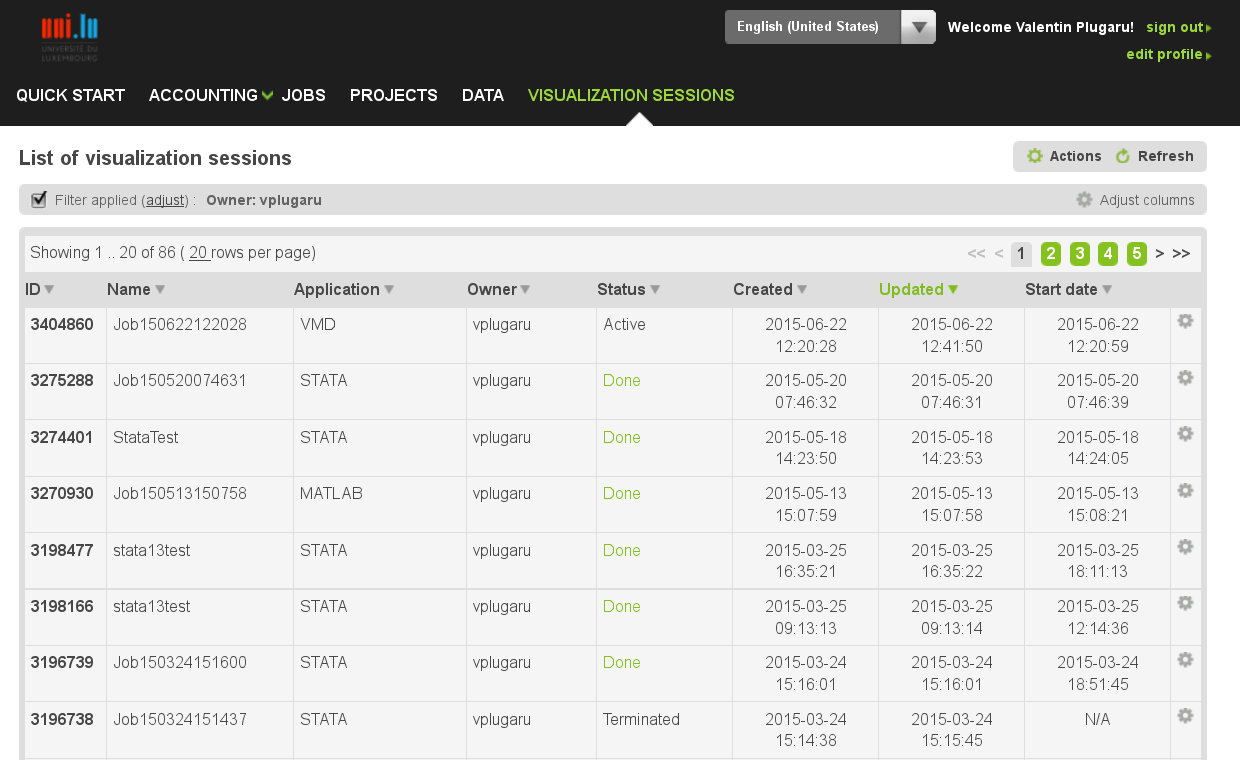 uni.lu
UNIVERSITÉ DU
LUXEMBOURG
English (United States)
Welcome Valentin Plugaru! sign out
edit profile
QUICK START ACCOUNTING JOBS PROJECTS DATA VISUALIZATION SESSIONS
List of visualization sessions
Actions Refresh
Filter applied (adjust) : Owner: vplugaru
Adjust columns
Showing 1 .. 20 of 86 ( 20 rows per page)
<< < 1 2 3 4 5 > >>
ID Name Application Owner Status Created Updated Start date
3404860 Job150622122028 VMD vplugaru Active 2015-06-22 2015-06-22 2015-06-22
12:20:28 12:41:50 12:20:59
3275288 Job150520074631 STATA vplugaru Done 2015-05-20 2015-05-20 2015-05-20
07:46:32 07:46:31 07:46:39
3274401 StataTest STATA vplugaru Done 2015-05-18 2015-05-18 2015-05-18
14:23:50 14:23:53 14:24:05
3270930 Job150513150758 MATLAB vplugaru Done 2015-05-13 2015-05-13 2015-05-13
15:07:59 15:07:58 15:08:21
3198477 stata13test STATA vplugaru Done 2015-03-25 2015-03-25 2015-03-25
16:35:21 16:35:22 18:11:13
3198166 stata13test STATA vplugaru Done 2015-03-25 2015-03-25 2015-03-25
09:13:13 09:13:14 12:14:36
3196739 Job150324151600 STATA vplugaru Done 2015-03-24 2015-03-24 2015-03-24
15:16:01 15:16:01 18:51:45
3196738 Job150324151437 STATA vplugaru Terminated 2015-03-24 2015-03-24 N/A
15:14:38 15:15:45